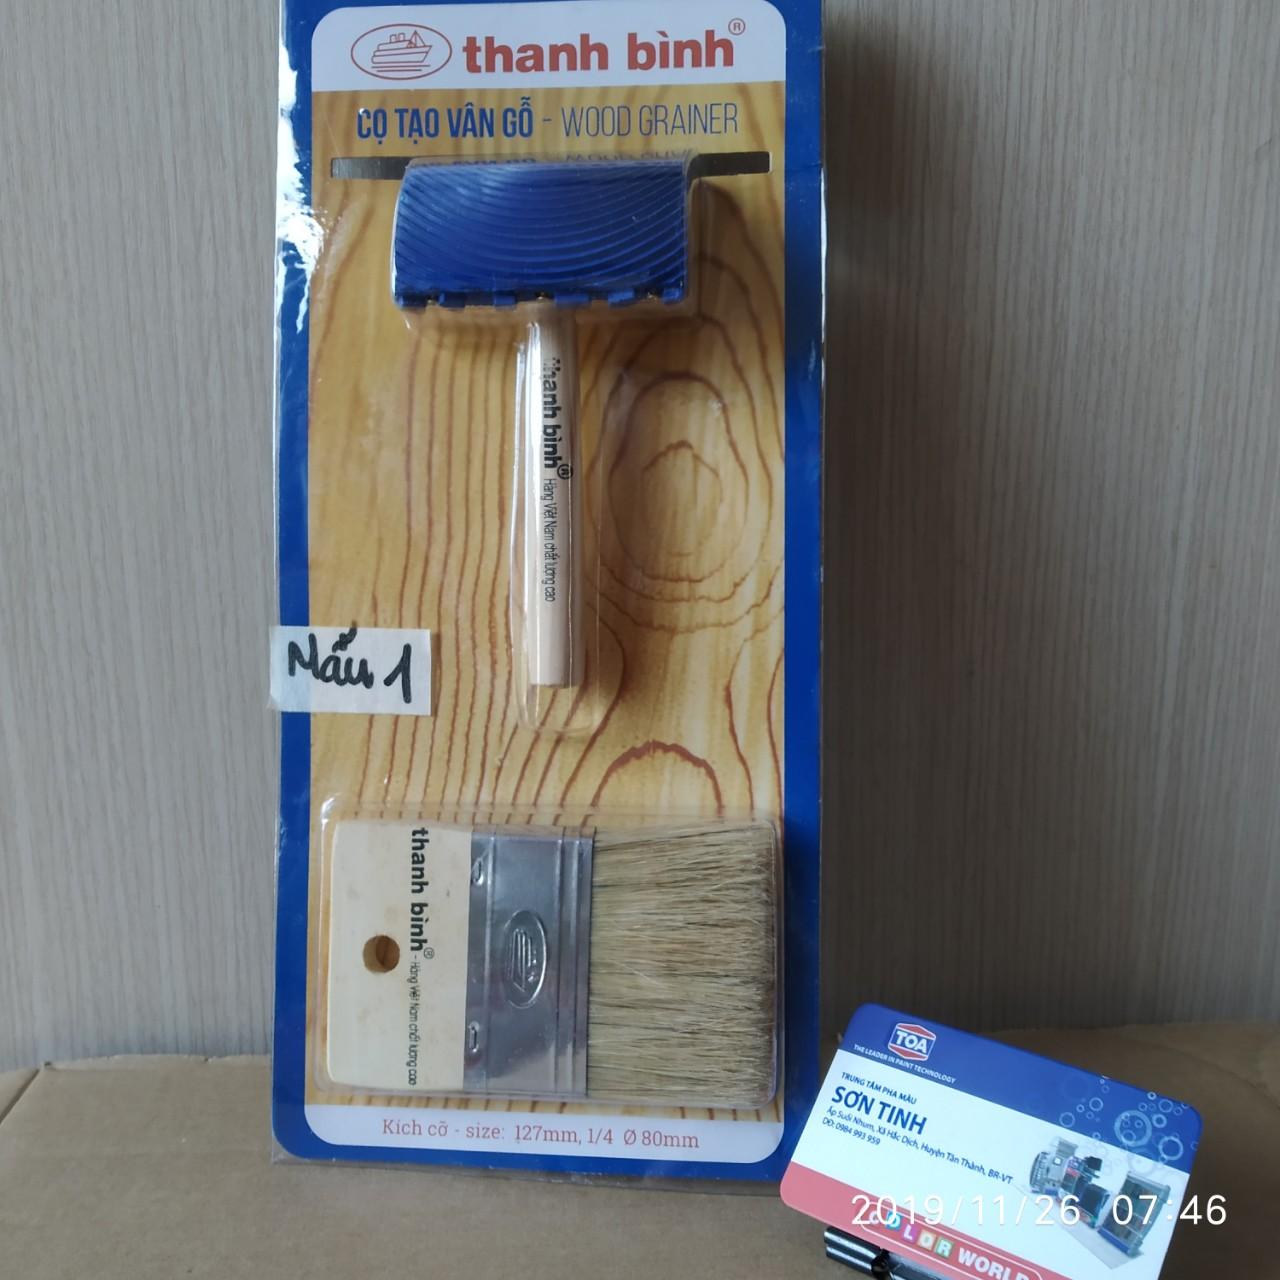 thanh bình®
CỌ TẠO VÂN GỖ - WOOD GRAINER
thanh bình® Hàng Việt Nam chất lượng cao
Mẫu 1
thanh bình® - Hàng Việt Nam chất lượng cao
Kích cỡ - size: 127mm, 1/4 Ø 80mm
TOA
THE LEADER IN PAINT TECHNOLOGY
TRUNG TÂM PHA MÀU
SƠN TINH
Ấp Suối Nhum, Xã Hắc Dịch, Huyện Tân Thành, BR-VT
DĐ: 0984 993 959
2019/11/26 07:46
COLOR WORLD